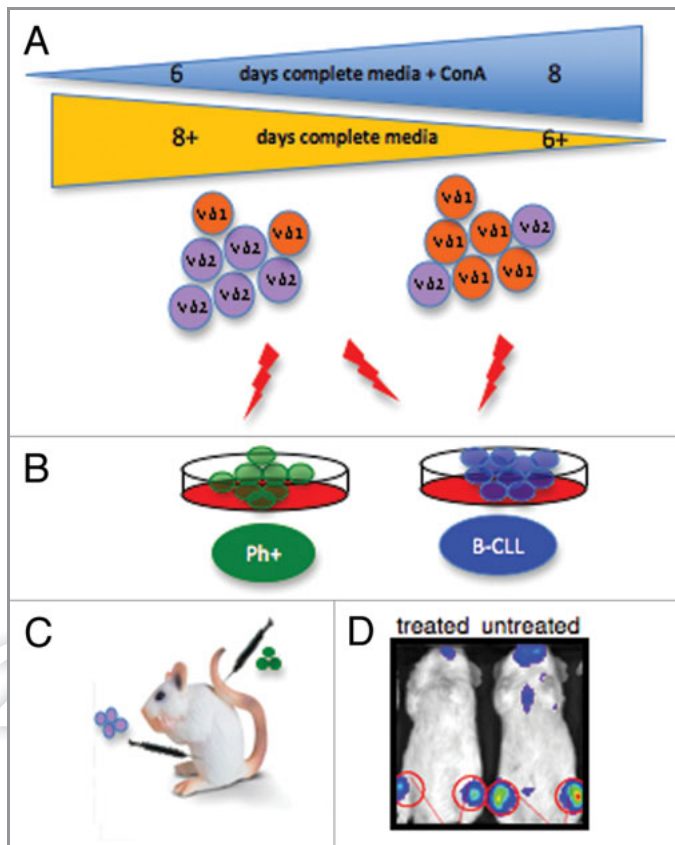 A
6 days complete media + ConA 8
8+ days complete media 6+
Vδ1
Vδ1
Vδ2
Vδ2
Vδ2
Vδ2
Vδ2
Vδ1
Vδ1
Vδ1
Vδ2
Vδ2
Vδ1
Vδ1
B
Ph+
B-CLL
C
D
treated untreated